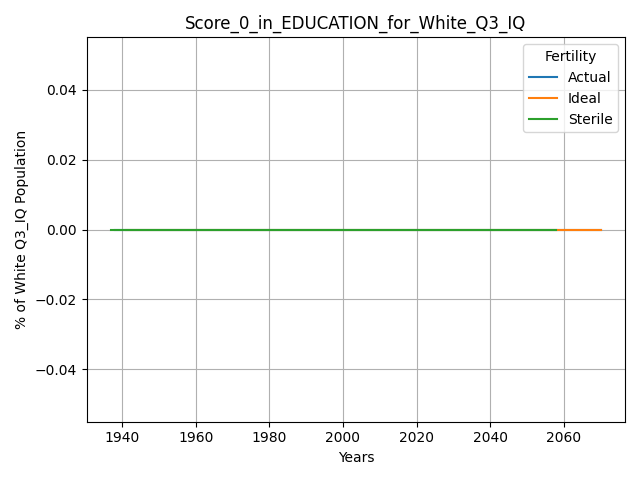 Score_0_in_EDUCATION_for_White_Q3_IQ
Fertility
Actual
Ideal
Sterile
% of White Q3_IQ Population
0.04
0.02
0.00
−0.02
−0.04
1940 1960 1980 2000 2020 2040 2060
Years